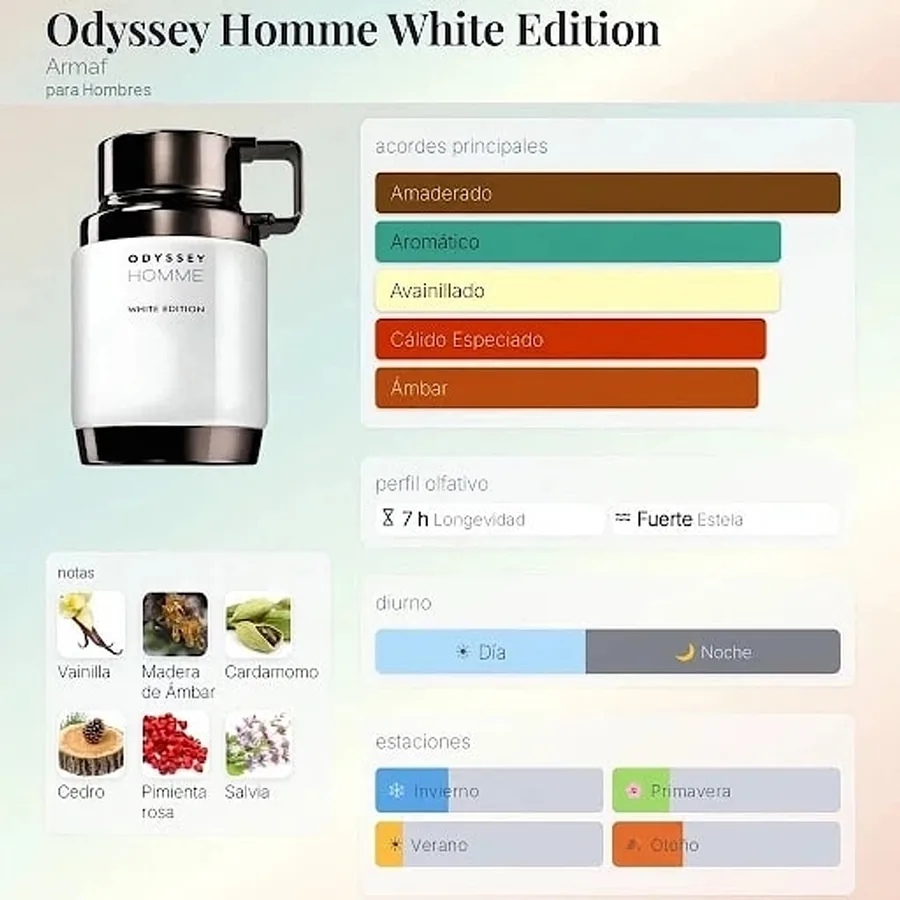 Odyssey Homme White Edition
Armaf
para Hombres
ODYSSEY
HOMME
WHITE EDITION
acordes principales
Amaderado
Aromático
Avainillado
Cálido Especiado
Ámbar
perfil olfativo
7 h Longevidad
Fuerte Estela
diurno
Día
Noche
estaciones
Invierno
Primavera
Verano
Otoño
notas
Vainilla
Madera
de Ámbar
Cardamomo
Cedro
Pimienta
rosa
Salvia